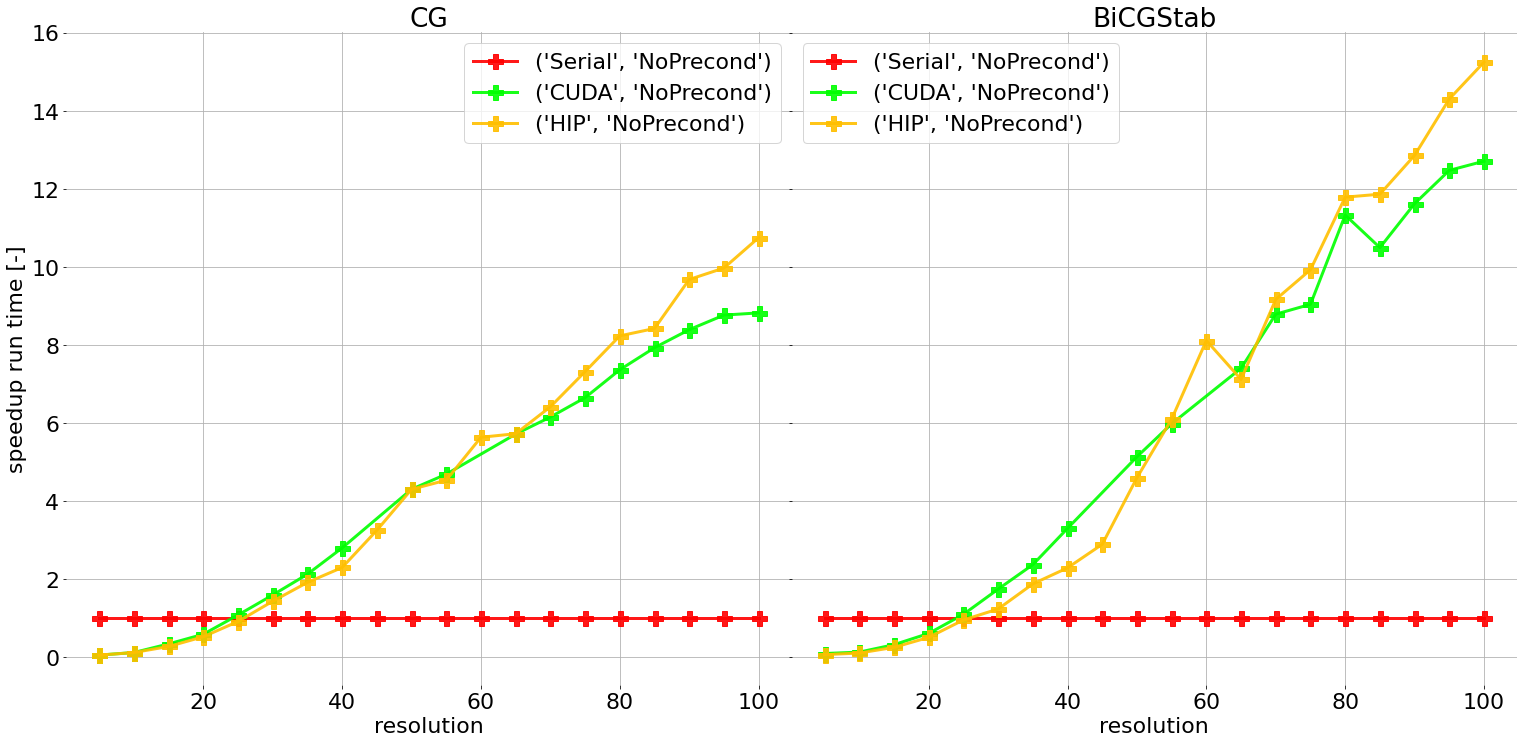 CG
BiCGStab
speedup run time [-]
16
14
12
10
8
6
4
2
0
('Serial', 'NoPrecond')
('CUDA', 'NoPrecond')
('HIP', 'NoPrecond')
('Serial', 'NoPrecond')
('CUDA', 'NoPrecond')
('HIP', 'NoPrecond')
20 40 60 80 100
20 40 60 80 100
resolution
resolution